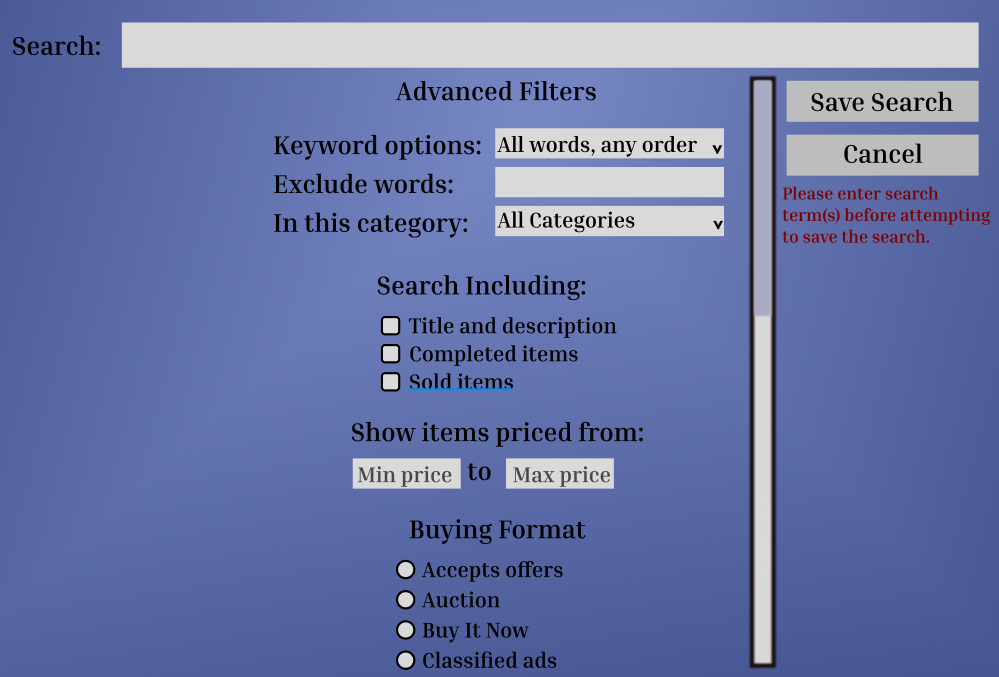 Search:
Advanced Filters
Save Search
Keyword options: All words, any order
Cancel
Exclude words:
Please enter search
term(s) before attempting
to save the search.
In this category: All Categories
Search Including:
Title and description
Completed items
Sold items
Show items priced from:
Min price to Max price
Buying Format
Accepts offers
Auction
Buy It Now
Classified ads